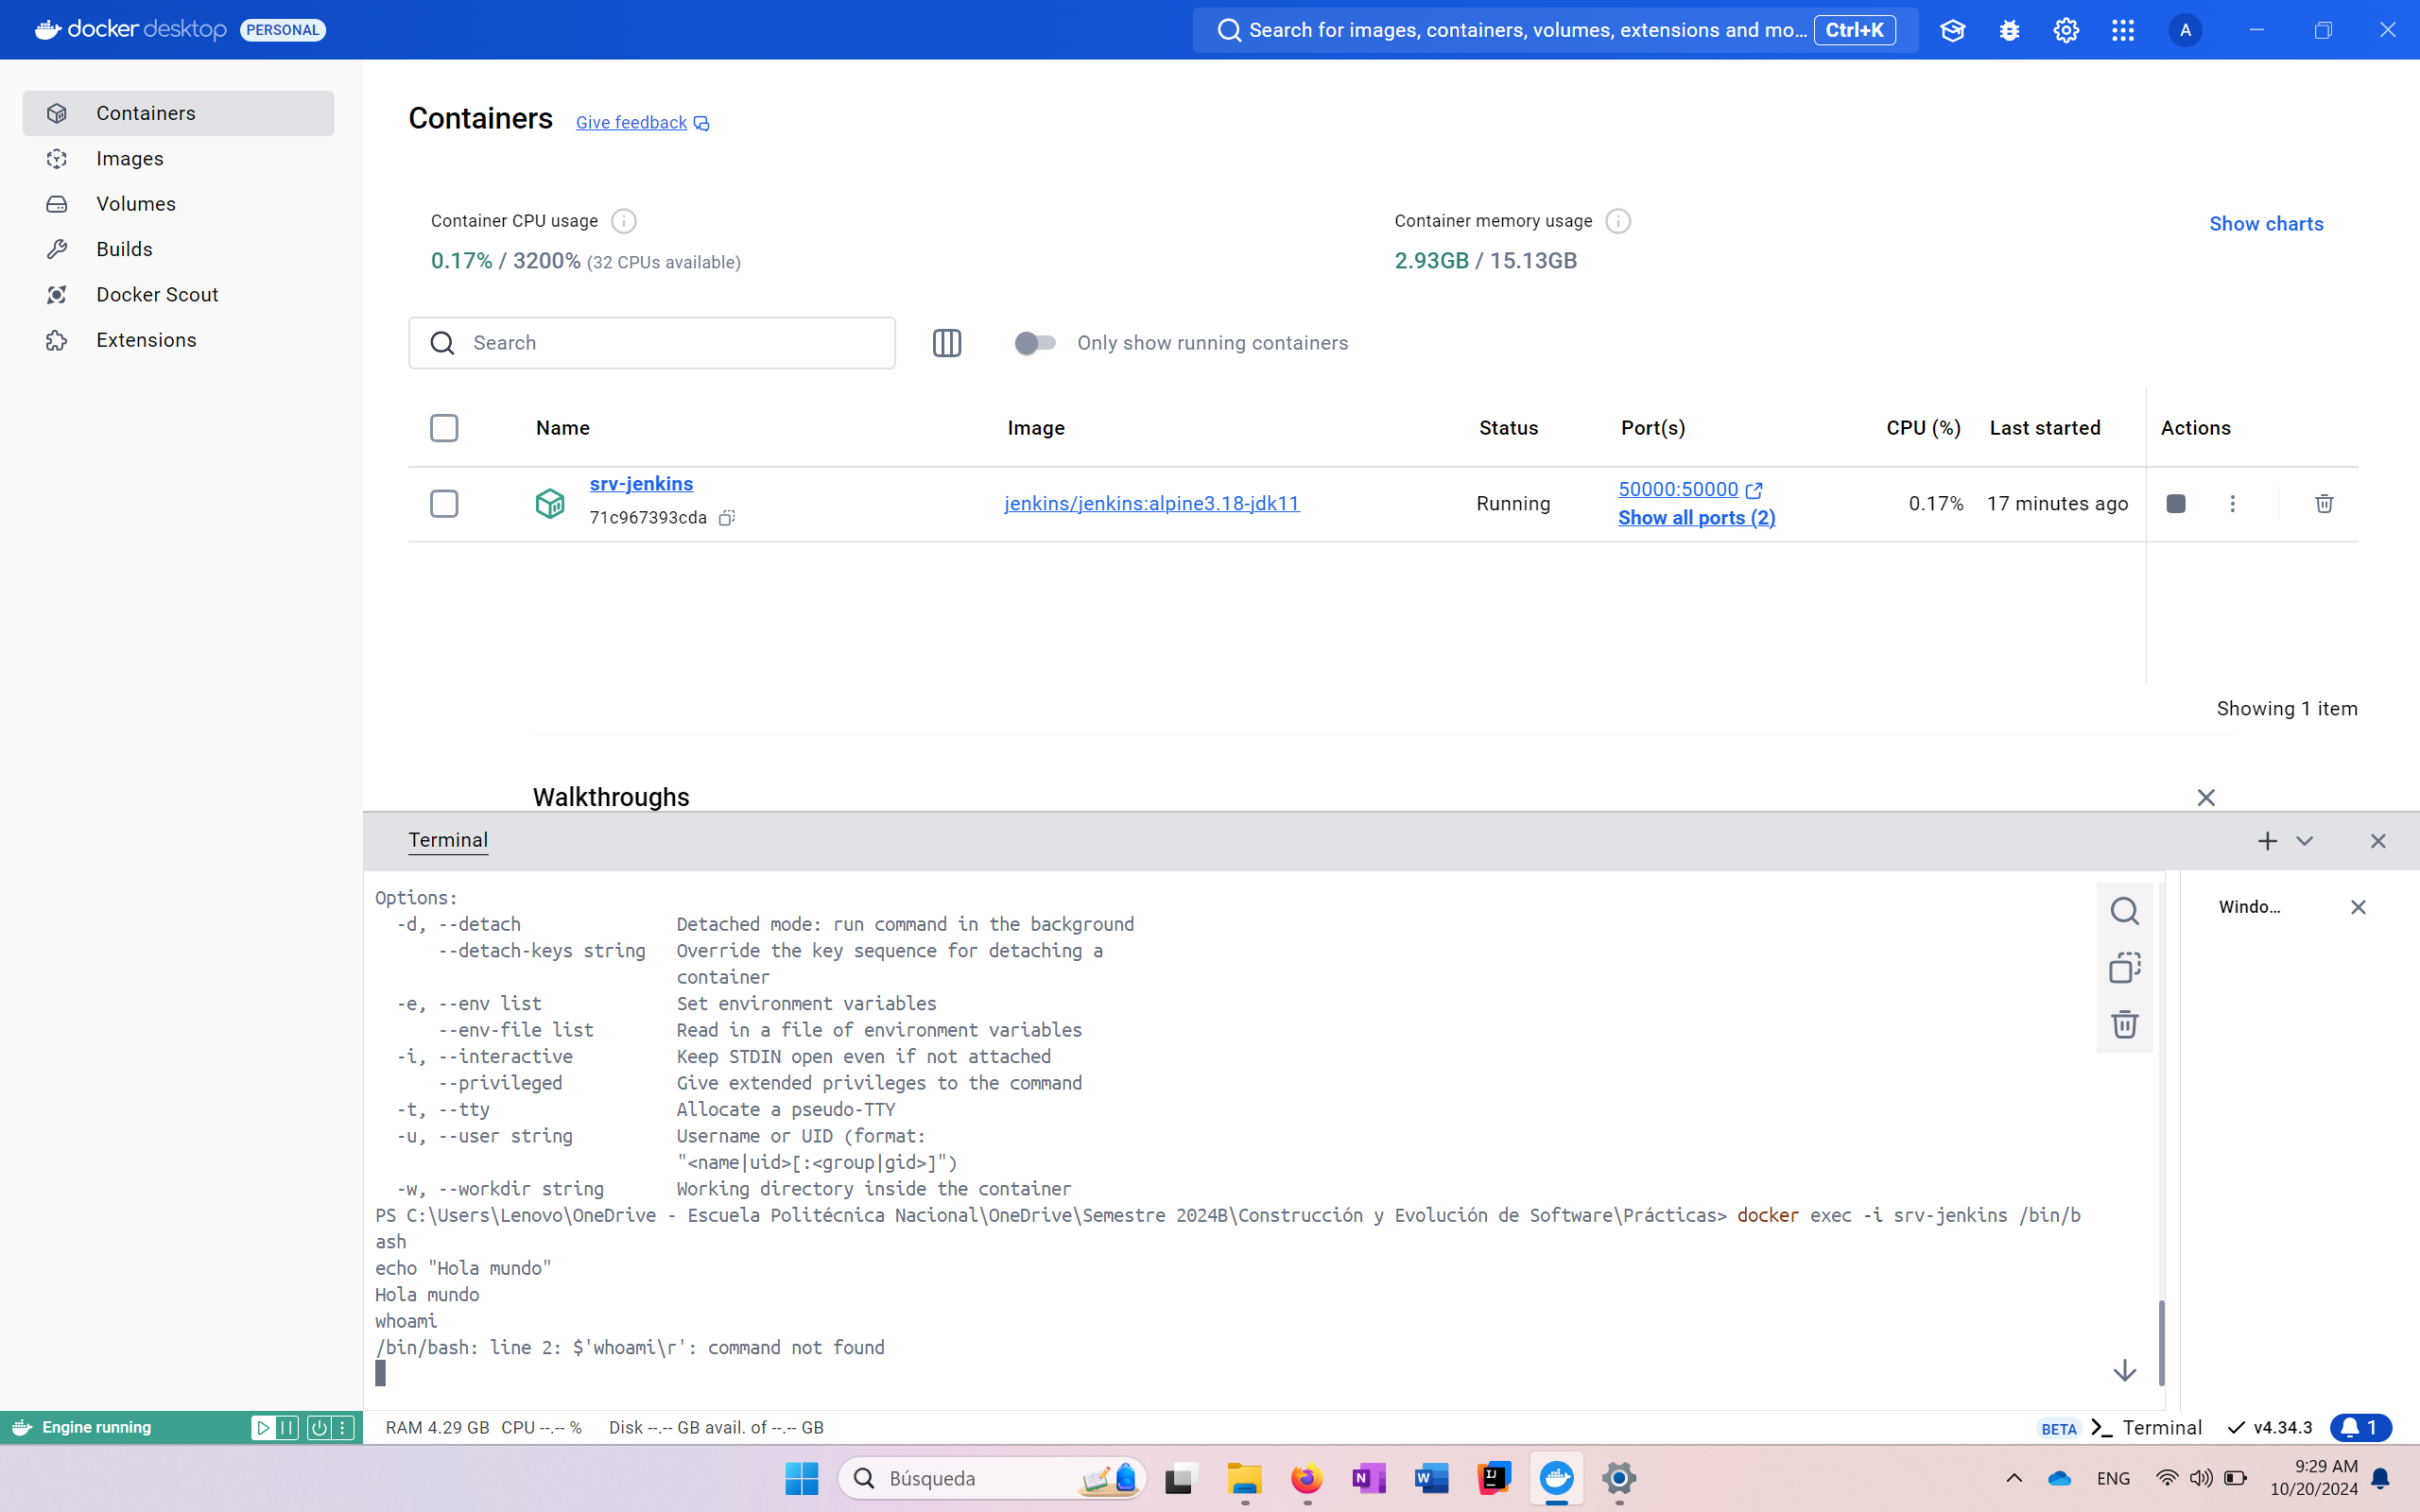 docker desktop PERSONAL
Search for images, containers, volumes, extensions and mo... Ctrl+K
A
Containers
Images
Volumes
Builds
Docker Scout
Extensions
Containers Give feedback
Container CPU usage
0.17% / 3200% (32 CPUs available)
Container memory usage
2.93GB / 15.13GB
Show charts
Search
Only show running containers
Name Image Status Port(s) CPU (%) Last started Actions
srv-jenkins
71c967393cda
jenkins/jenkins:alpine3.18-jdk11
Running
50000:50000
Show all ports (2)
0.17%
17 minutes ago
Showing 1 item
Walkthroughs
Terminal
Windo...
Options:
-d, --detach Detached mode: run command in the background
--detach-keys string Override the key sequence for detaching a
container
-e, --env list Set environment variables
--env-file list Read in a file of environment variables
-i, --interactive Keep STDIN open even if not attached
--privileged Give extended privileges to the command
-t, --tty Allocate a pseudo-TTY
-u, --user string Username or UID (format:
"<name|uid>[:<group|gid>]")
-w, --workdir string Working directory inside the container
PS C:\Users\Lenovo\OneDrive - Escuela Politécnica Nacional\OneDrive\Semestre 2024B\Construcción y Evolución de Software\Prácticas> docker exec -i srv-jenkins /bin/b
ash
echo "Hola mundo"
Hola mundo
whoami
/bin/bash: line 2: $'whoami\r': command not found
Engine running
RAM 4.29 GB CPU --.-- % Disk --.-- GB avail. of --.-- GB
BETA >_ Terminal v4.34.3 1
Búsqueda
N
W
IJ
ENG
9:29 AM
10/20/2024